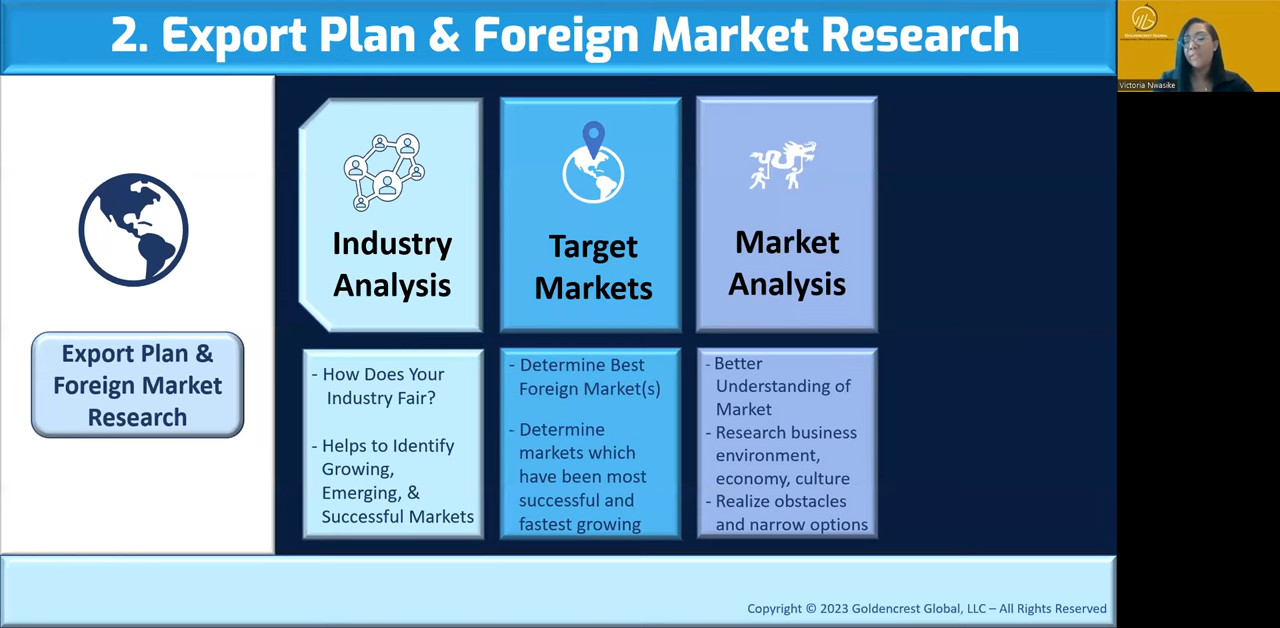 2. Export Plan & Foreign Market Research
Victoria Nwasike
Export Plan &
Foreign Market
Research
Industry
Analysis
- How Does Your
Industry Fair?
- Helps to Identify
Growing,
Emerging, &
Successful Markets
Target
Markets
- Determine Best
Foreign Market(s)
- Determine
markets which
have been most
successful and
fastest growing
Market
Analysis
- Better
Understanding of
Market
- Research business
environment,
economy, culture
- Realize obstacles
and narrow options
Copyright © 2023 Goldencrest Global, LLC – All Rights Reserved